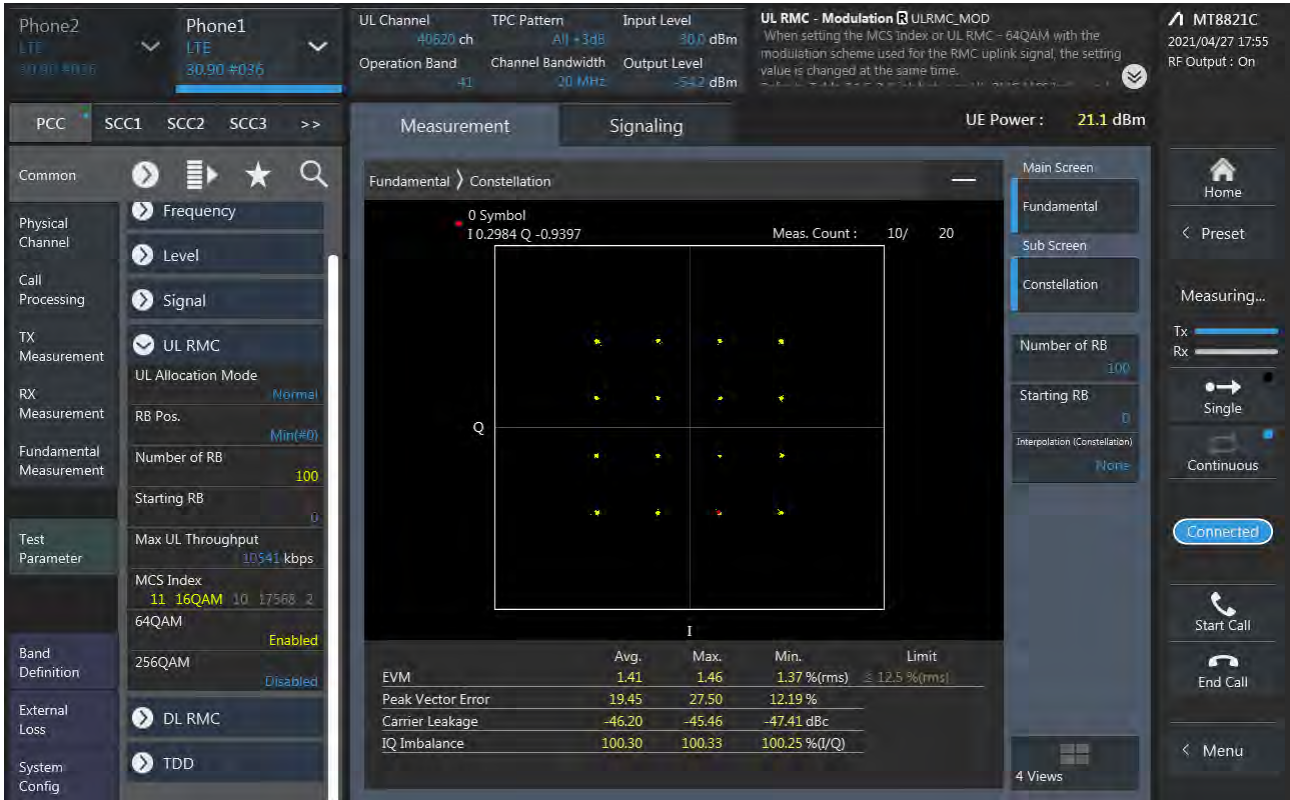 Phone2
LTE
30.90 #036
Phone1
LTE
30.90 #036
UL Channel
40620 ch
Operation Band
41
TPC Pattern
All +3dB
Channel Bandwidth
20 MHz
Input Level
30.0 dBm
Output Level
-54.2 dBm
UL RMC - Modulation R ULRMC_MOD
When setting the MCS Index or UL RMC - 64QAM with the
modulation scheme used for the RMC uplink signal, the setting
value is changed at the same time.
MT8821C
2021/04/27 17:55
RF Output : On
PCC SCC1 SCC2 SCC3 >>
Measurement
Signaling
UE Power : 21.1 dBm
Common
Physical
Channel
Call
Processing
TX
Measurement
RX
Measurement
Fundamental
Measurement
Test
Parameter
Band
Definition
External
Loss
System
Config
Frequency
Level
Signal
UL RMC
UL Allocation Mode
Normal
RB Pos.
Min(#0)
Number of RB
100
Starting RB
0
Max UL Throughput
10541 kbps
MCS Index
11 16QAM 10 17568 2
64QAM
Enabled
256QAM
Disabled
DL RMC
TDD
Fundamental 〉 Constellation
0 Symbol
I 0.2984 Q -0.9397
Meas. Count : 10/ 20
Q
I
Avg. Max. Min. Limit
EVM 1.41 1.46 1.37 %(rms) ≤ 12.5 %(rms)
Peak Vector Error 19.45 27.50 12.19 %
Carrier Leakage -46.20 -45.46 -47.41 dBc
IQ Imbalance 100.30 100.33 100.25 %(I/Q)
Main Screen
Fundamental
Sub Screen
Constellation
Number of RB
100
Starting RB
0
Interpolation (Constellation)
None
4 Views
Home
< Preset
Measuring...
Tx
Rx
Single
Continuous
Connected
Start Call
End Call
< Menu